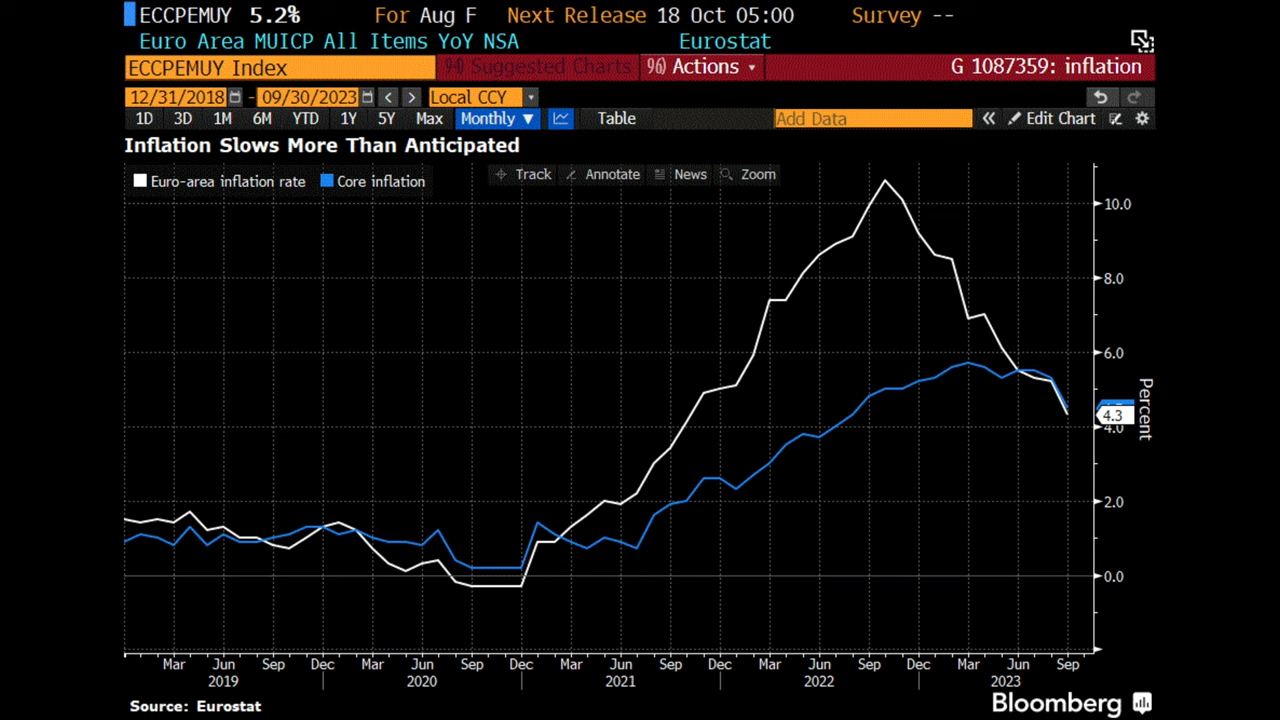 ECCPEMUY 5.2% For Aug F Next Release 18 Oct 05:00 Survey --
Euro Area MUICP All Items YoY NSA Eurostat
ECCPEMUY Index 94) Suggested Charts 96) Actions G 1087359: inflation
12/31/2018 - 09/30/2023 < > Local CCY
1D 3D 1M 6M YTD 1Y 5Y Max Monthly ▼ Table Add Data « Edit Chart
Inflation Slows More Than Anticipated
Euro-area inflation rate Core inflation Track Annotate News Zoom
10.0
8.0
6.0
4.3
4.0
2.0
0.0
Percent
Mar Jun Sep Dec Mar Jun Sep Dec Mar Jun Sep Dec Mar Jun Sep Dec Mar Jun Sep
2019 2020 2021 2022 2023
Source: Eurostat
Bloomberg